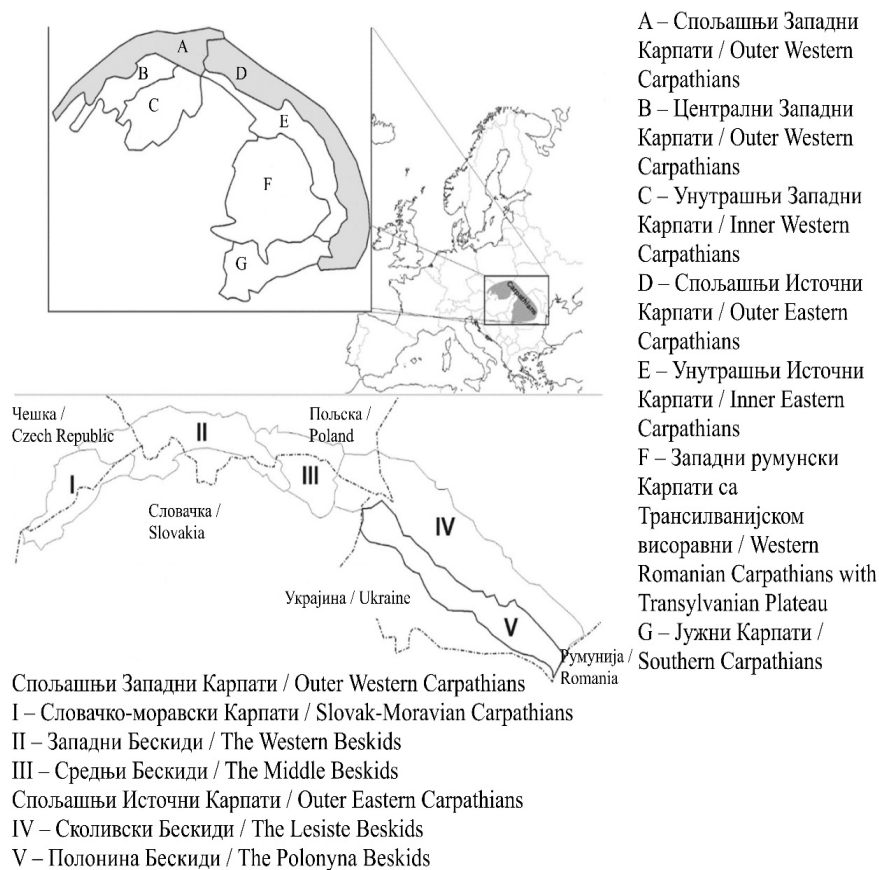 A
B
C
D
E
F
G
Carpathians
A – Спољашњи Западни
Карпати / Outer Western
Carpathians
B – Централни Западни
Карпати / Outer Western
Carpathians
C – Унутрашњи Западни
Карпати / Inner Western
Carpathians
D – Спољашњи Источни
Карпати / Outer Eastern
Carpathians
E – Унутрашњи Источни
Карпати / Inner Eastern
Carpathians
F – Западни румунски
Карпати са
Трансилванијском
висоравни / Western
Romanian Carpathians with
Transylvanian Plateau
G – Јужни Карпати /
Southern Carpathians
Чешка /
Czech Republic
Пољска /
Poland
I
II
III
IV
V
Словачка /
Slovakia
Украјина / Ukraine
Румунија /
Romania
Спољашњи Западни Карпати / Outer Western Carpathians
I – Словачко-моравски Карпати / Slovak-Moravian Carpathians
II – Западни Бескиди / The Western Beskids
III – Средњи Бескиди / The Middle Beskids
Спољашњи Источни Карпати / Outer Eastern Carpathians
IV – Сколивски Бескиди / The Lesiste Beskids
V – Полонина Бескиди / The Polonyna Beskids